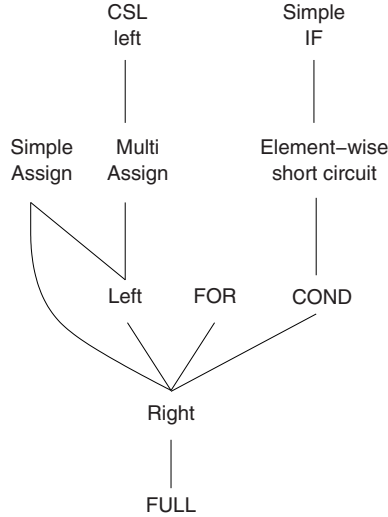 CSL
left
Simple
IF
Simple
Assign
Multi
Assign
Element−wise
short circuit
Left
FOR
COND
Right
FULL